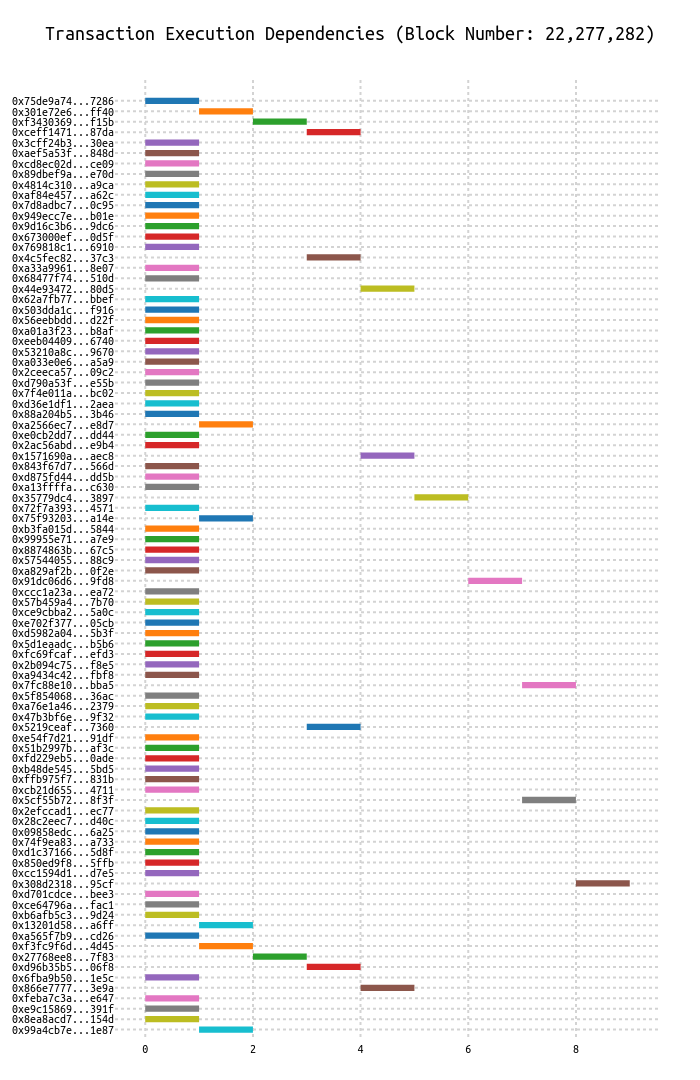 Transaction Execution Dependencies (Block Number: 22,277,282)
0x75de9a74...7286
0x301e72e6...ff40
0xf3430369...f15b
0xceff1471...87da
0x3cff24b3...30ea
0xaef5a53f...848d
0xcd8ec02d...ce09
0x89dbef9a...e70d
0x4814c310...a9ca
0xaf84e457...a62c
0x7d8adbc7...0c95
0x949ecc7e...b01e
0x9d16c3b6...9dc6
0x673000ef...0d5f
0x769818c1...6910
0x4c5fec82...37c3
0xa33a9961...8e07
0x68477f74...510d
0x44e93472...80d5
0x62a7fb77...bbef
0x503dda1c...f916
0x56eebbdd...d22f
0xa01a3f23...b8af
0xeeb04409...6740
0x53210a8c...9670
0xa033e0e6...a5a9
0x2ceeca57...09c2
0xd790a53f...e55b
0x7f4e011a...bc02
0xd36e1df1...2aea
0x88a204b5...3b46
0xa2566ec7...e8d7
0xe0cb2dd7...dd44
0x2ac56abd...e9b4
0x1571690a...aec8
0x843f67d7...566d
0xd875fd44...dd5b
0xa13ffffa...c630
0x35779dc4...3897
0x72f7a393...4571
0x75f93203...a14e
0xb3fa015d...5844
0x99955e71...a7e9
0x8874863b...67c5
0x57544055...88c9
0xa829af2b...0f2e
0x91dc06d6...9fd8
0xccc1a23a...ea72
0x57b459a4...7b70
0xce9cbba2...5a0c
0xe702f377...05cb
0xd5982a04...5b3f
0x5d1eaadc...b5b6
0xfc69fcaf...efd3
0x2b094c75...f8e5
0xa9434c42...fbf8
0x7fc88e10...bba5
0x5f854068...36ac
0xa76e1a46...2379
0x47b3bf6e...9f32
0x5219ceaf...7360
0xe54f7d21...91df
0x51b2997b...af3c
0xfd229eb5...0ade
0xb48de545...5bd5
0xffb975f7...831b
0xcb21d655...4711
0x5cf55b72...8f3f
0x2efccad1...ec77
0x28c2eec7...d40c
0x09858edc...6a25
0x74f9ea83...a733
0xd1c37166...5d8f
0x850ed9f8...5ffb
0xcc1594d1...d7e5
0x308d2318...95cf
0xd701cdce...bee3
0xce64796a...fac1
0xb6afb5c3...9d24
0x13201d58...a6ff
0xa565f7b9...cd26
0xf3fc9f6d...4d45
0x27768ee8...7f83
0xd96b35b5...06f8
0x6fba9b50...1e5c
0x866e7777...3e9a
0xfeba7c3a...e647
0xe9c15869...391f
0x8ea8acd7...154d
0x99a4cb7e...1e87
0 2 4 6 8